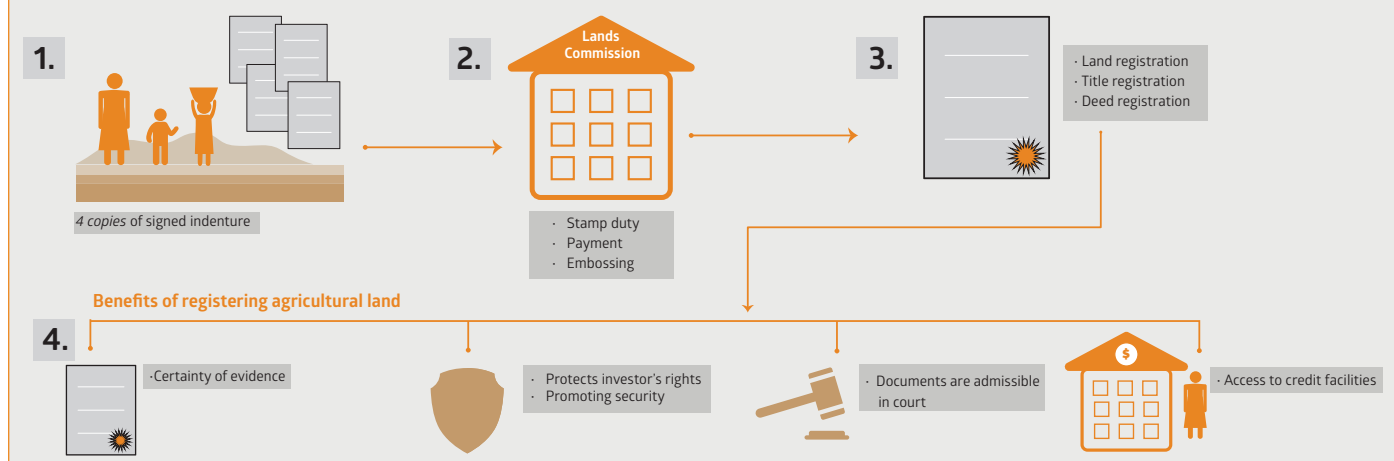 1.
4 copies of signed indenture
2.
Lands
Commission
· Stamp duty
· Payment
· Embossing
3.
· Land registration
· Title registration
· Deed registration
Benefits of registering agricultural land
4.
·Certainty of evidence
· Protects investor's rights
· Promoting security
· Documents are admissible
in court
$
· Access to credit facilities